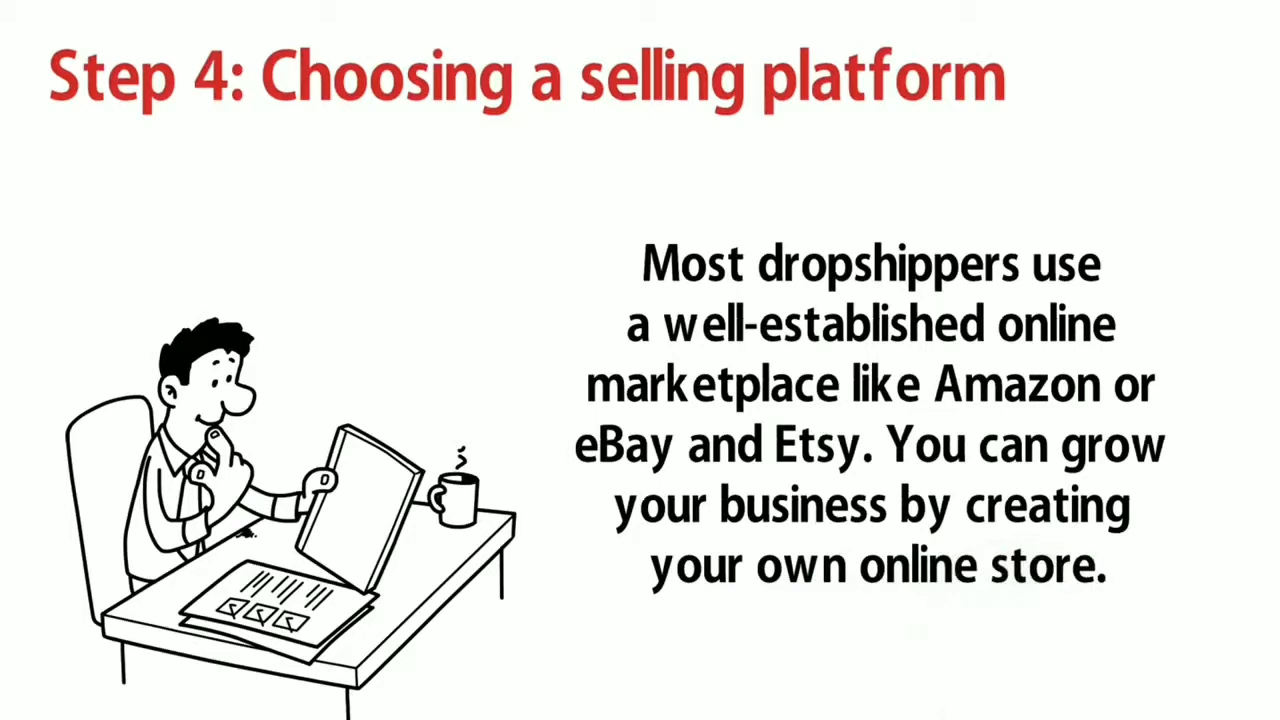 Step 4: Choosing a selling platform
Most dropshippers use
a well-established online
marketplace like Amazon or
eBay and Etsy. You can grow
your business by creating
your own online store.